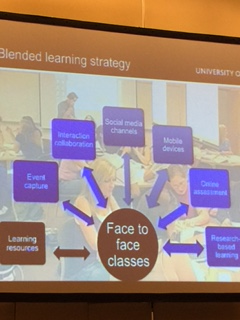 Blended learning strategy
UNIVERSITY O
Social media
channels
Interaction
collaboration
Mobile
devices
Event
capture
Online
assessment
Learning
resources
Face to
face
classes
Research-
based
learning